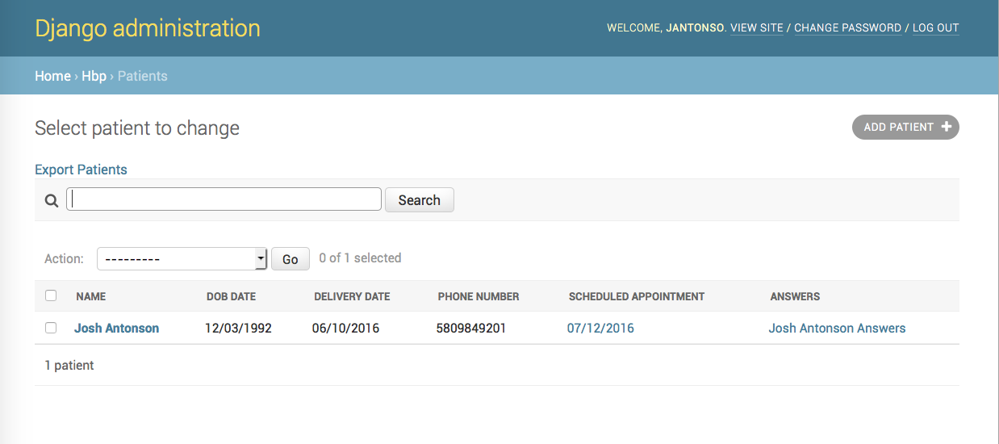 Django administration
WELCOME, JANTONSO. VIEW SITE / CHANGE PASSWORD / LOG OUT
Home › Hbp › Patients
Select patient to change
ADD PATIENT +
Export Patients
Search
Action: --------- Go 0 of 1 selected
NAME DOB DATE DELIVERY DATE PHONE NUMBER SCHEDULED APPOINTMENT ANSWERS
Josh Antonson 12/03/1992 06/10/2016 5809849201 07/12/2016 Josh Antonson Answers
1 patient